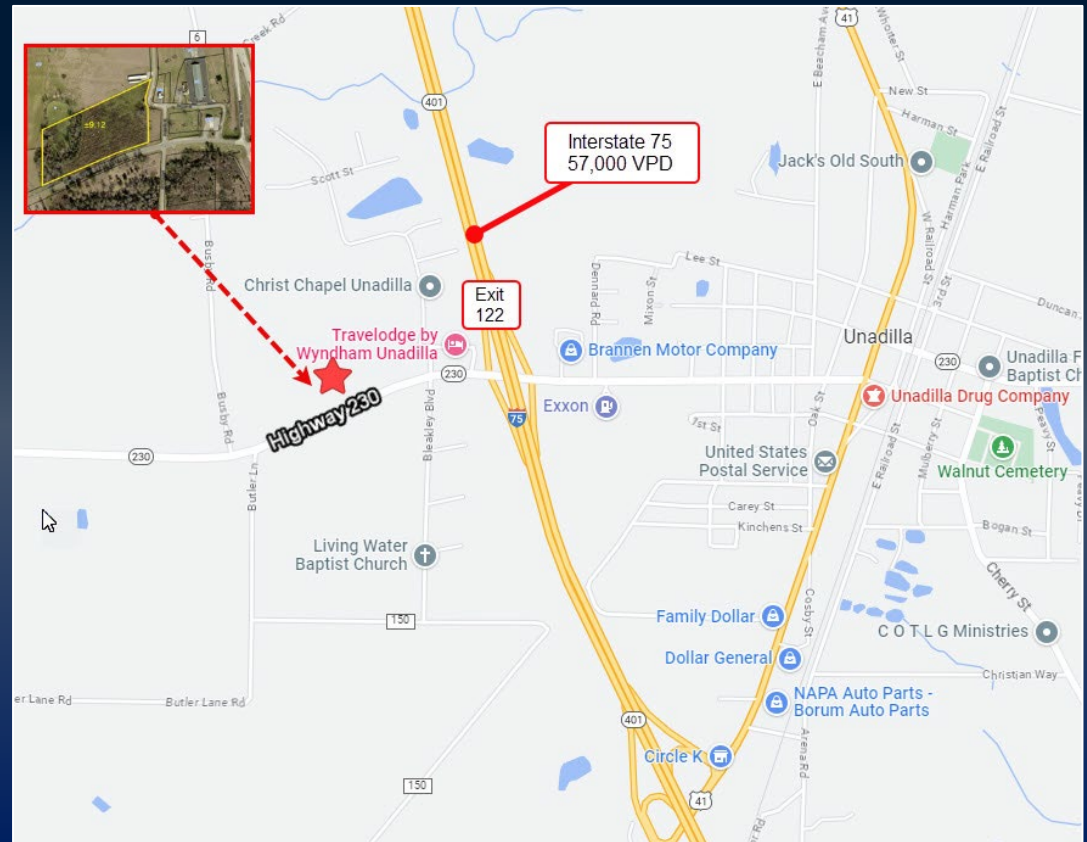 41
E Beacham Av
Whorter St
6
Creek Rd
±9.12
401
New St
Harman St
E Railroad St
Interstate 75
57,000 VPD
Jack's Old South
Harman Park
Scott St
W Railroad St
Busby Rd
Lee St
Dennard Rd
Mixon St
3rd St
Christ Chapel Unadilla
Exit
122
Duncan
Travelodge by
Wyndham Unadilla
Brannen Motor Company
Unadilla
230
Unadilla F
Baptist Ch
230
Exxon
Unadilla Drug Company
Highway 230
75
Oak St
1st St
Busby Rd
Bleakley Blvd
Mulberry St
Peavy St
230
United States
Postal Service
E Railroad St
Walnut Cemetery
Butler Ln
Carey St
Kinchens St
Bogan St
Living Water
Baptist Church
Cherry St
150
Family Dollar
Cosby St
C O T L G Ministries
Dollar General
Christian Way
er Lane Rd
Butler Lane Rd
NAPA Auto Parts -
Borum Auto Parts
401
Arena Rd
Circle K
150
41